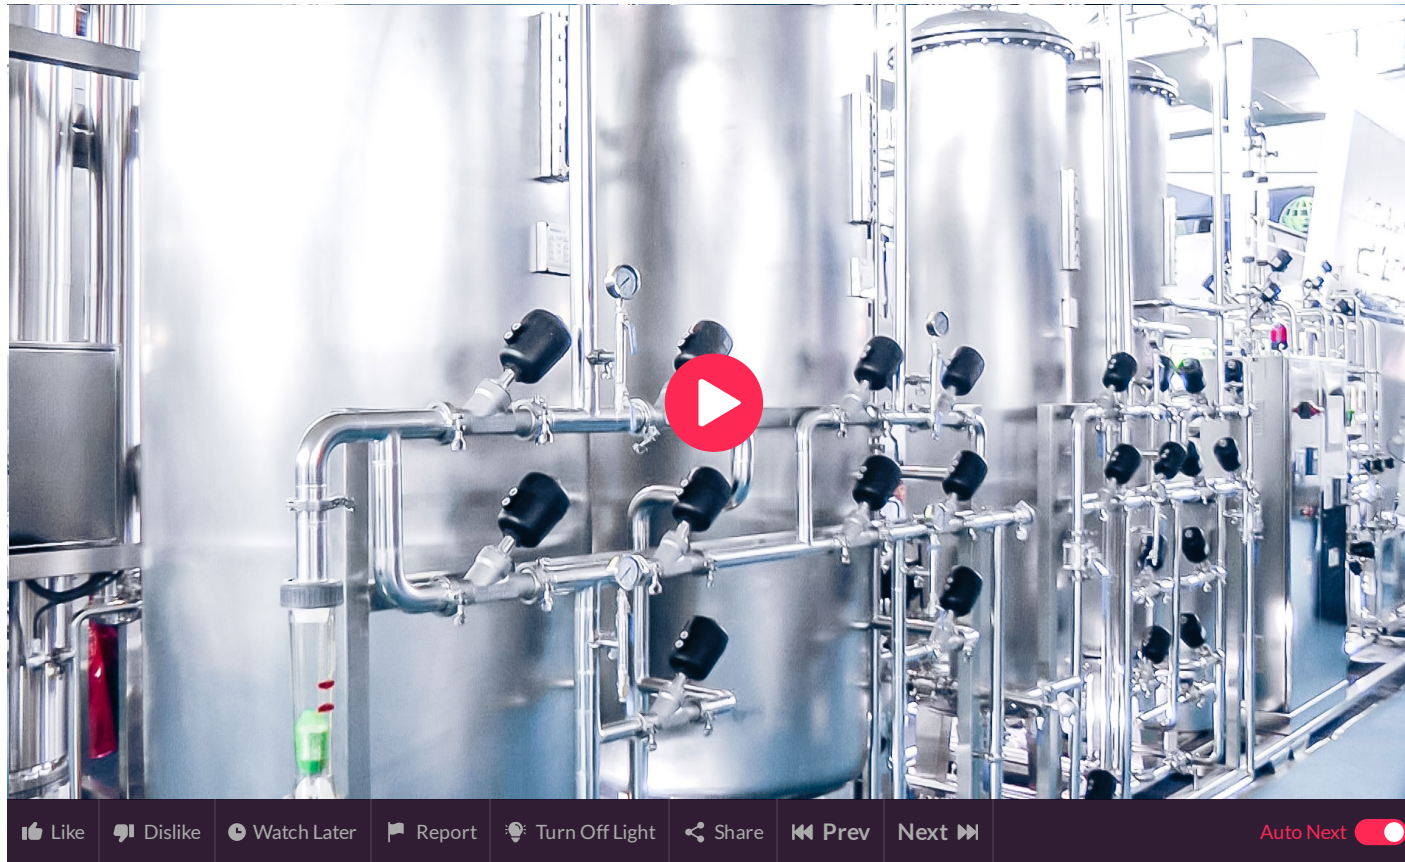 Like
Dislike
Watch Later
Report
Turn Off Light
Share
Prev
Next
Auto Next